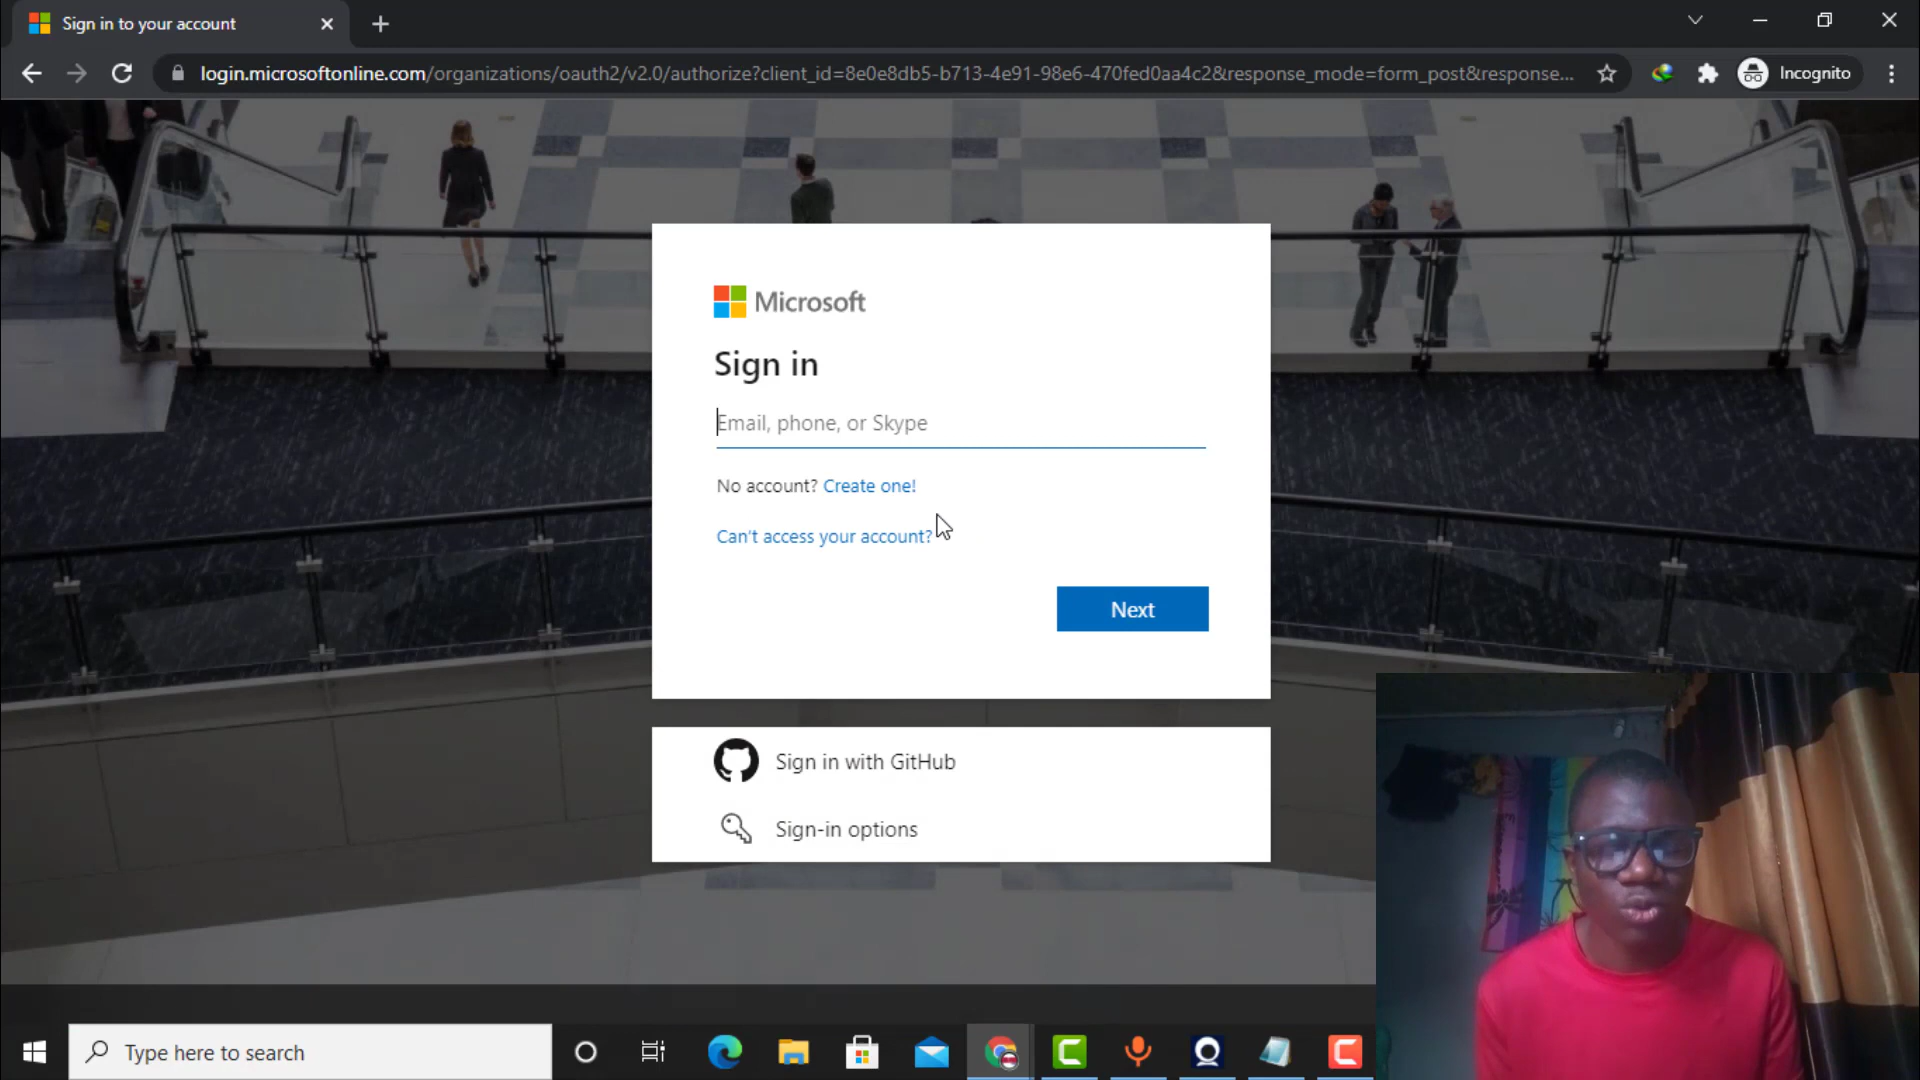 Sign in to your account
login.microsoftonline.com/organizations/oauth2/v2.0/authorize?client_id=8e0e8db5-b713-4e91-98e6-470fed0aa4c2&response_mode=form_post&response...
Incognito
Microsoft
Sign in
Email, phone, or Skype
No account? Create one!
Can't access your account?
Next
Sign in with GitHub
Sign-in options
Type here to search